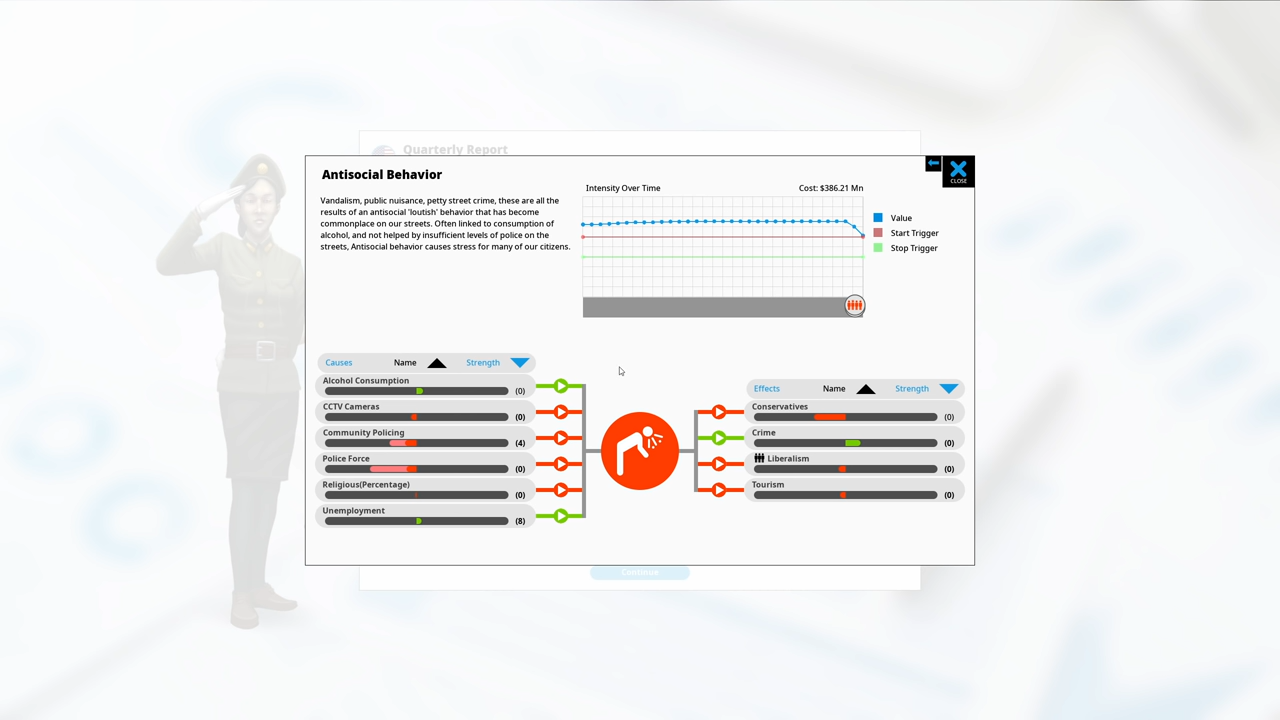 Quarterly Report
Antisocial Behavior
CLOSE
Vandalism, public nuisance, petty street crime, these are all the
results of an antisocial 'loutish' behavior that has become
commonplace on our streets. Often linked to consumption of
alcohol, and not helped by insufficient levels of police on the
streets, Antisocial behavior causes stress for many of our citizens.
Intensity Over Time
Cost: $386.21 Mn
Value
Start Trigger
Stop Trigger
Causes Name Strength
Alcohol Consumption
(0)
CCTV Cameras
(0)
Community Policing
(4)
Police Force
(0)
Religious(Percentage)
(0)
Unemployment
(8)
Effects Name Strength
Conservatives
(0)
Crime
(0)
Liberalism
(0)
Tourism
(0)
Continue